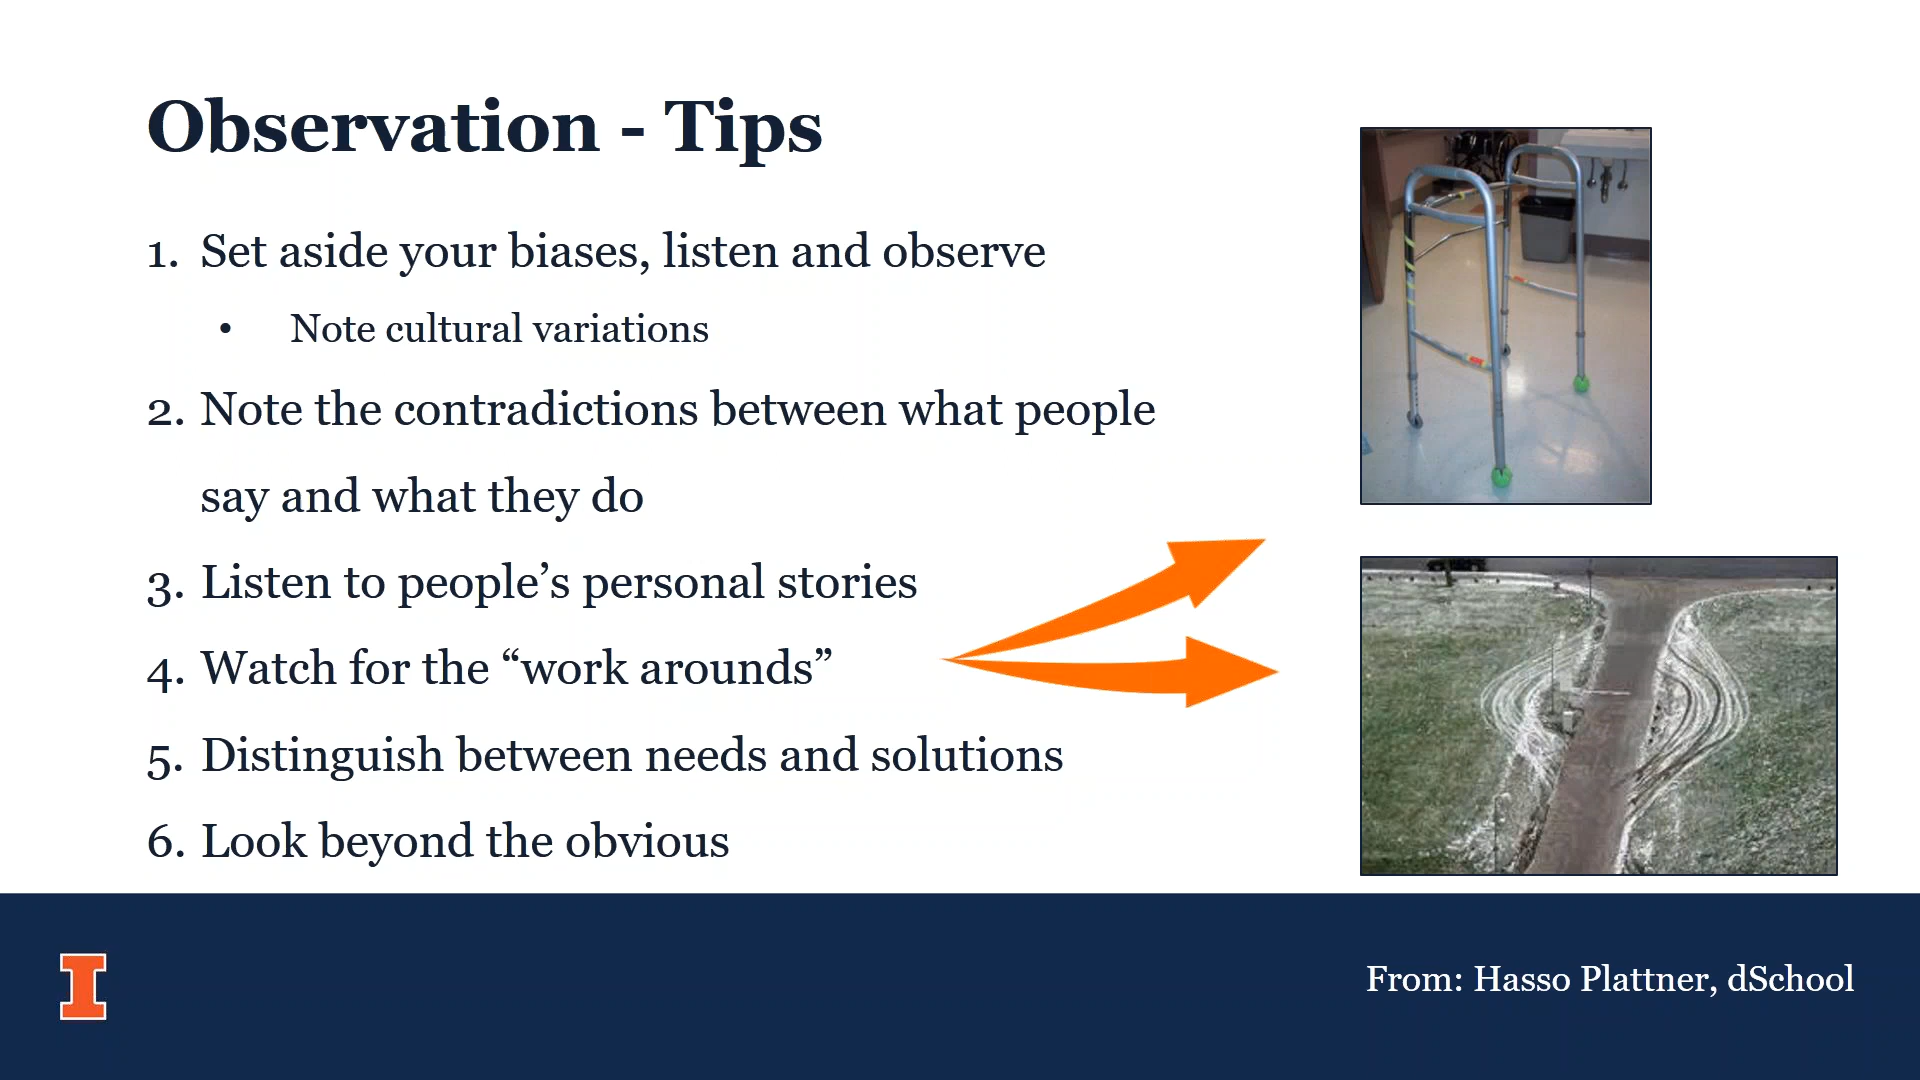 Observation - Tips
1. Set aside your biases, listen and observe
• Note cultural variations
2. Note the contradictions between what people
say and what they do
3. Listen to people’s personal stories
4. Watch for the “work arounds”
5. Distinguish between needs and solutions
6. Look beyond the obvious
I
From: Hasso Plattner, dSchool